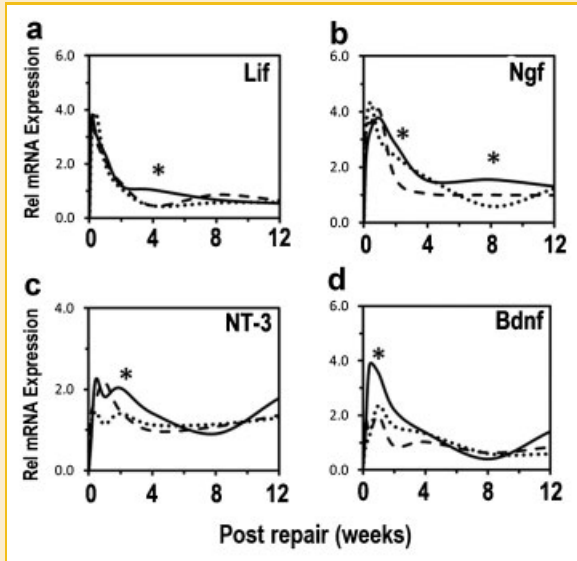 a
Lif
Rel mRNA Expression
6.0
4.0
2.0
0.0
*
0 4 8 12
b
Ngf
6.0
4.0
2.0
0.0
* *
0 4 8 12
c
NT-3
Rel mRNA Expression
4.0
2.0
0.0
*
0 4 8 12
d
Bdnf
6.0
4.0
2.0
0.0
*
0 4 8 12
Post repair (weeks)